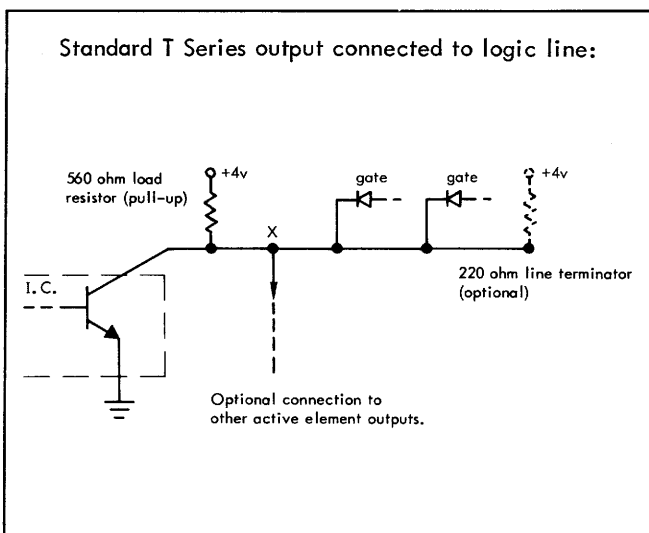 Standard T Series output connected to logic line:
560 ohm load
resistor (pull-up)
+4v
gate
gate
+4v
X
I.C.
220 ohm line terminator
(optional)
Optional connection to
other active element outputs.